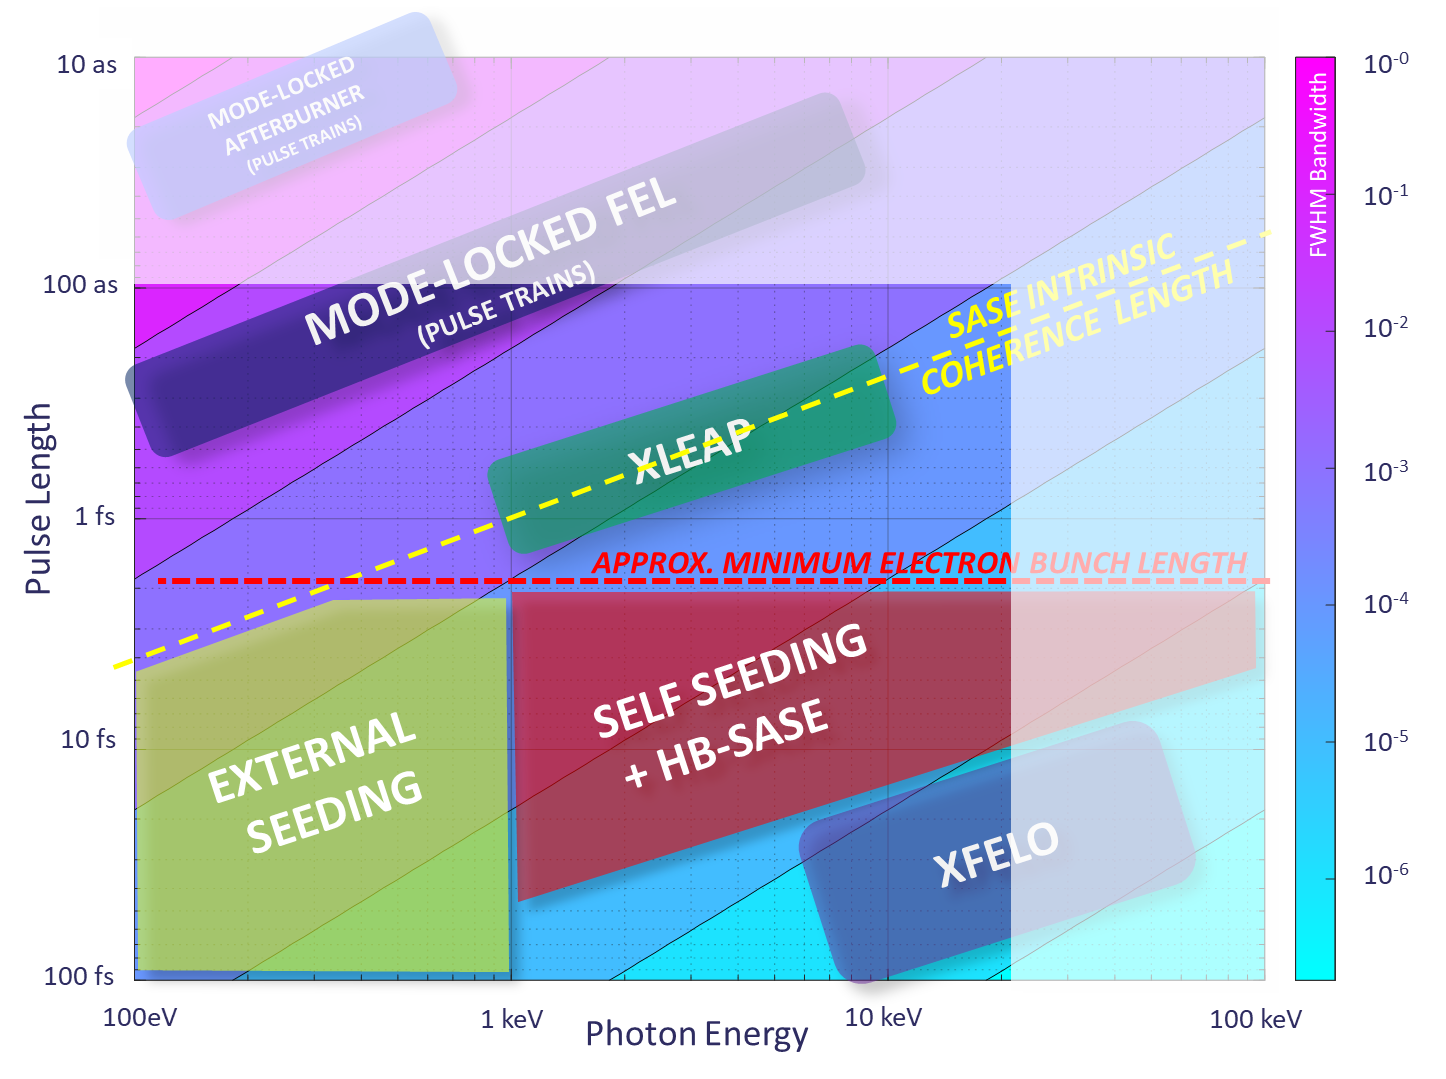 10 as
100 as
1 fs
10 fs
100 fs
Pulse Length
MODE-LOCKED
AFTERBURNER
(PULSE TRAINS)
MODE-LOCKED FEL
(PULSE TRAINS)
SASE INTRINSIC
COHERENCE LENGTH
XLEAP
APPROX. MINIMUM ELECTRON BUNCH LENGTH
EXTERNAL
SEEDING
SELF SEEDING
+ HB-SASE
XFELO
100eV
1 keV
10 keV
100 keV
Photon Energy
FWHM Bandwidth
10⁻⁰
10⁻¹
10⁻²
10⁻³
10⁻⁴
10⁻⁵
10⁻⁶